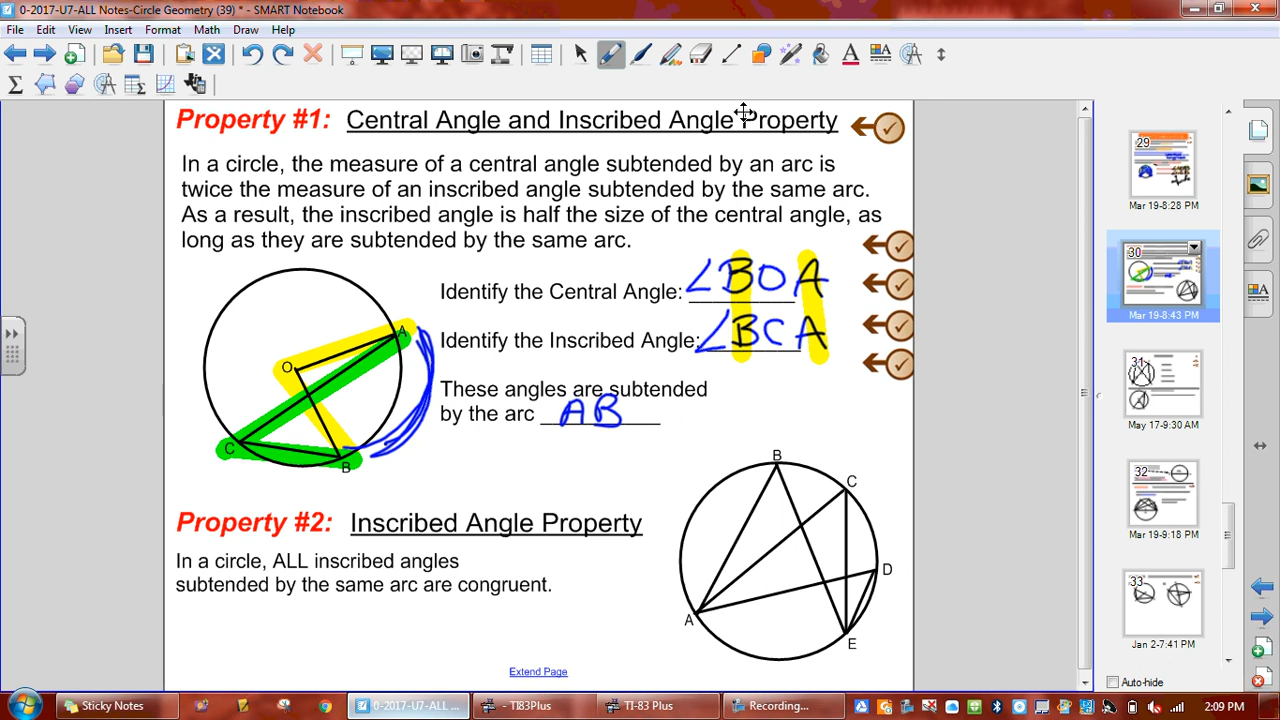 0-2017-U7-ALL Notes-Circle Geometry (39) * - SMART Notebook
File Edit View Insert Format Math Draw Help
Property #1: Central Angle and Inscribed Angle Property
In a circle, the measure of a central angle subtended by an arc is
twice the measure of an inscribed angle subtended by the same arc.
As a result, the inscribed angle is half the size of the central angle, as
long as they are subtended by the same arc.
Identify the Central Angle: ∠BOA
Identify the Inscribed Angle: ∠BCA
These angles are subtended
by the arc AB
A
O
C
B
Property #2: Inscribed Angle Property
In a circle, ALL inscribed angles
subtended by the same arc are congruent.
B
C
D
A
E
Extend Page
29
Mar 19-8:28 PM
30
Mar 19-8:43 PM
31
May 17-9:30 AM
32
Mar 19-9:18 PM
33
Jan 2-7:41 PM
Auto-hide
Sticky Notes
0-2017-U7-ALL ...
- TI83Plus
TI-83 Plus
Recording...
2:09 PM